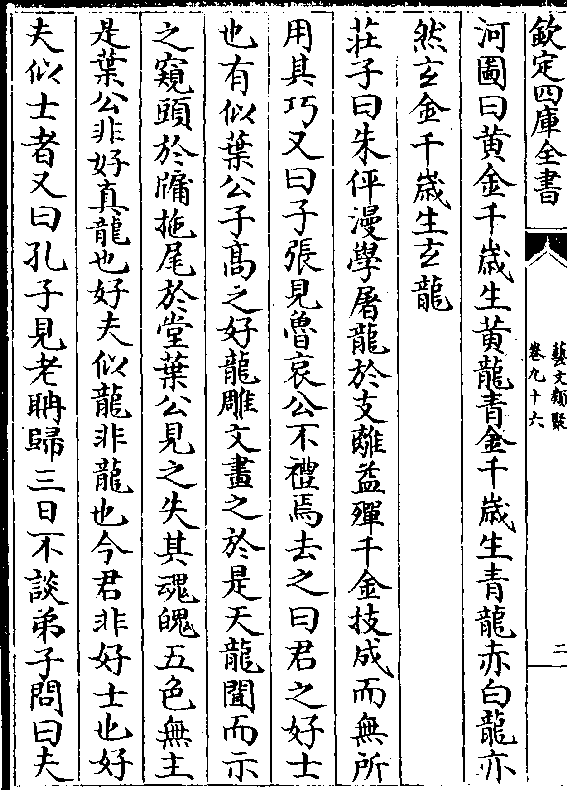 欽定四庫全書
藝文類聚
卷九十六
二
河圖曰黄金千歳生黄龍青金千歳生青龍赤白龍亦
然玄金千歳生玄龍
莊子曰朱伻漫學屠龍於支離益殫千金技成而無所
用其巧又曰子張見魯哀公不禮焉去之曰君之好士
也有似葉公子髙之好龍雕文畫之於是天龍聞而示
之窺頭於牖拖尾於堂葉公見之失其魂魄五色無主
是葉公非好真龍也好夫似龍非龍也今君非好士也好
夫似士者又曰孔子見老聃歸三日不談弟子問曰夫